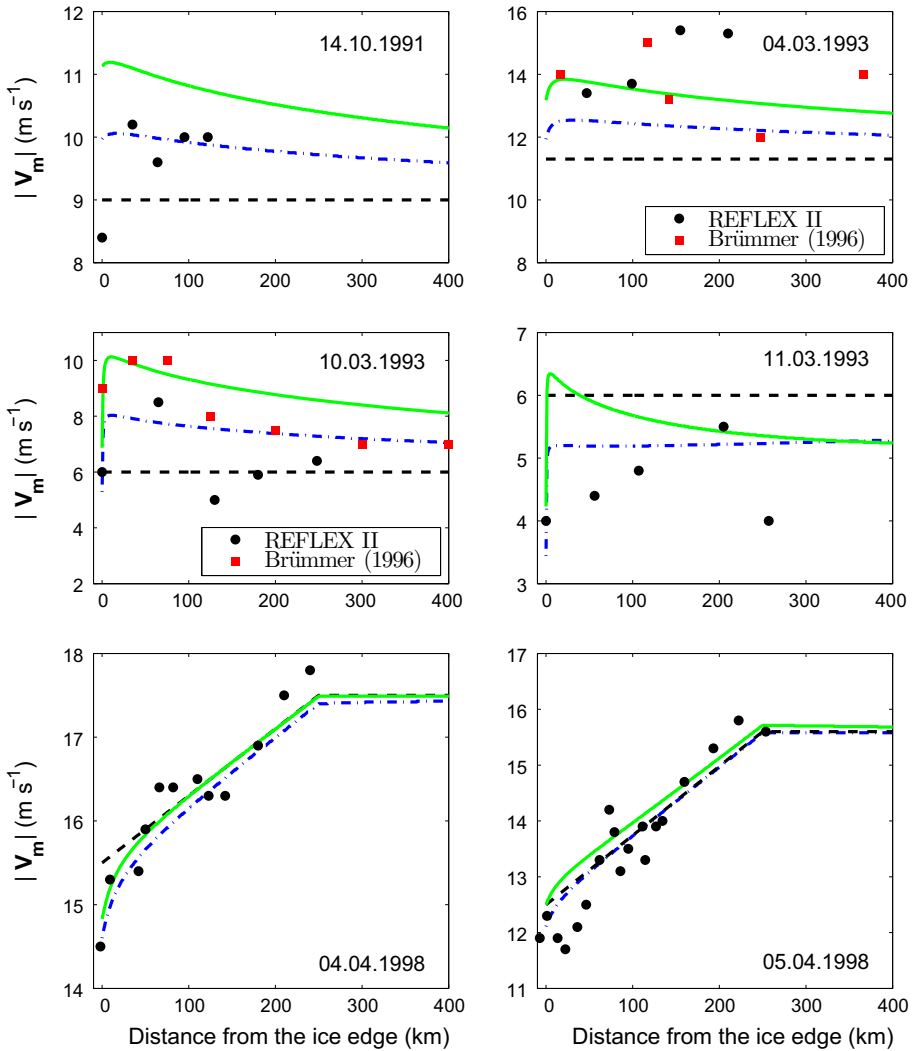 14.10.1991
| Vm| (m s−1)
12
11
10
9
8
0 100 200 300 400
04.03.1993
16
14
12
10
8
REFLEX II
Brümmer (1996)
0 100 200 300 400
10.03.1993
| Vm| (m s−1)
10
8
6
4
2
REFLEX II
Brümmer (1996)
0 100 200 300 400
11.03.1993
7
6
5
4
3
0 100 200 300 400
| Vm| (m s−1)
18
17
16
15
14
04.04.1998
0 100 200 300 400
Distance from the ice edge (km)
17
16
15
14
13
12
11
05.04.1998
0 100 200 300 400
Distance from the ice edge (km)